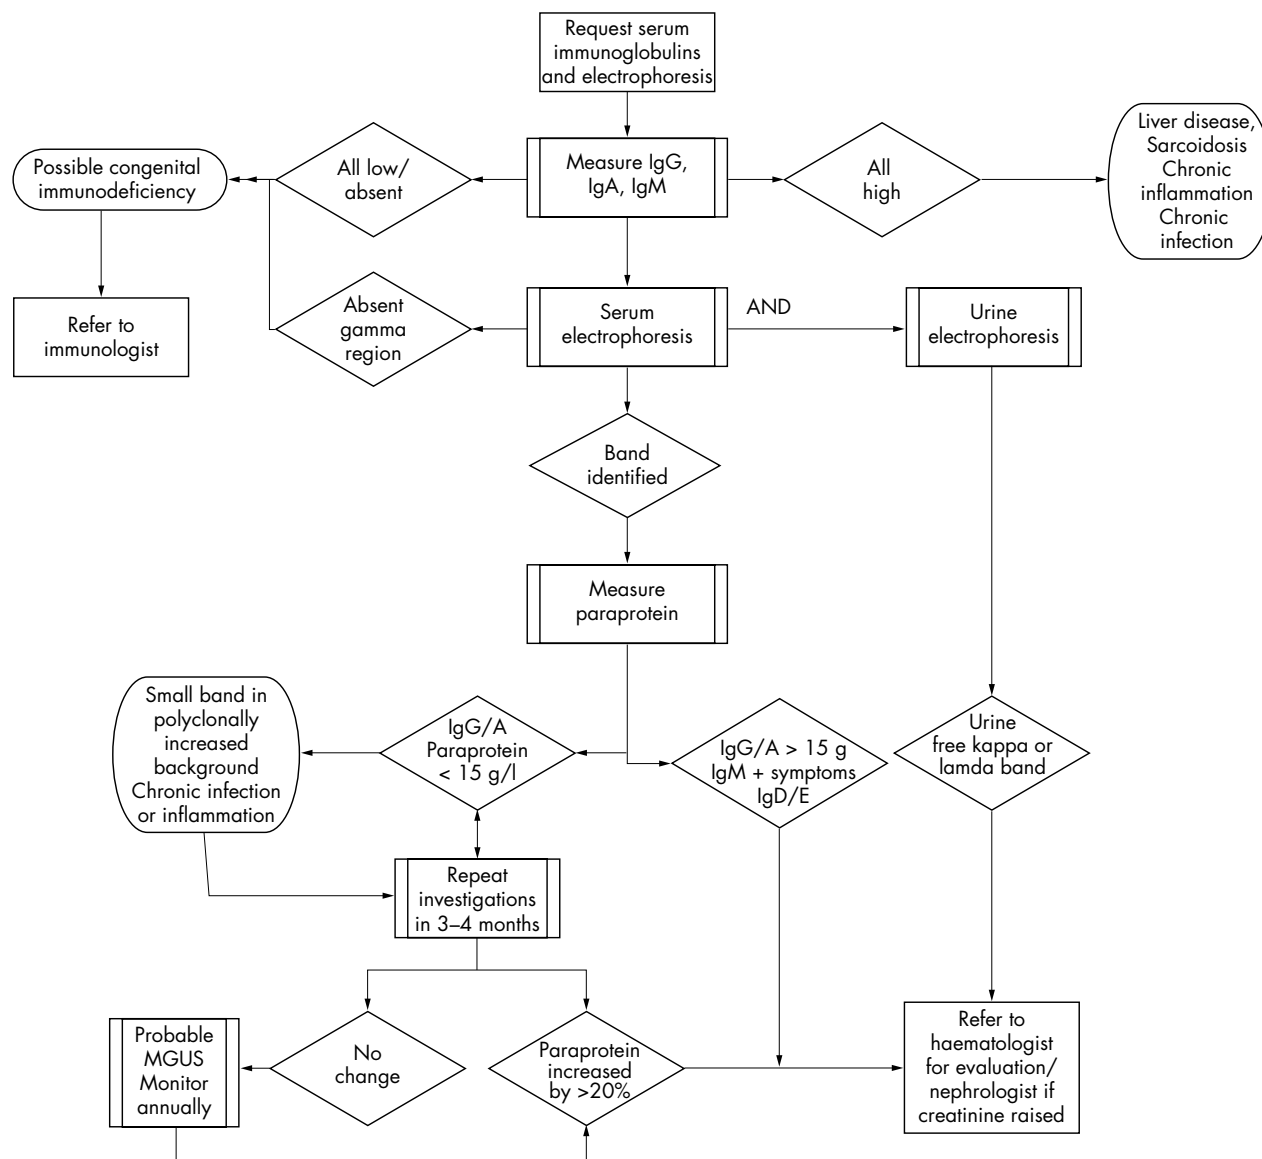 Request serum
immunoglobulins
and electrophoresis
Possible congenital
immunodeficiency
All low/
absent
Measure IgG,
IgA, IgM
All
high
Liver disease,
Sarcoidosis
Chronic
inflammation
Chronic
infection
Refer to
immunologist
Absent
gamma
region
Serum
electrophoresis
AND
Urine
electrophoresis
Band
identified
Measure
paraprotein
Small band in
polyclonally
increased
background
Chronic infection
or inflammation
IgG/A
Paraprotein
< 15 g/l
IgG/A > 15 g
IgM + symptoms
IgD/E
Urine
free kappa or
lamda band
Repeat
investigations
in 3–4 months
Probable
MGUS
Monitor
annually
No
change
Paraprotein
increased
by >20%
Refer to
haematologist
for evaluation/
nephrologist if
creatinine raised